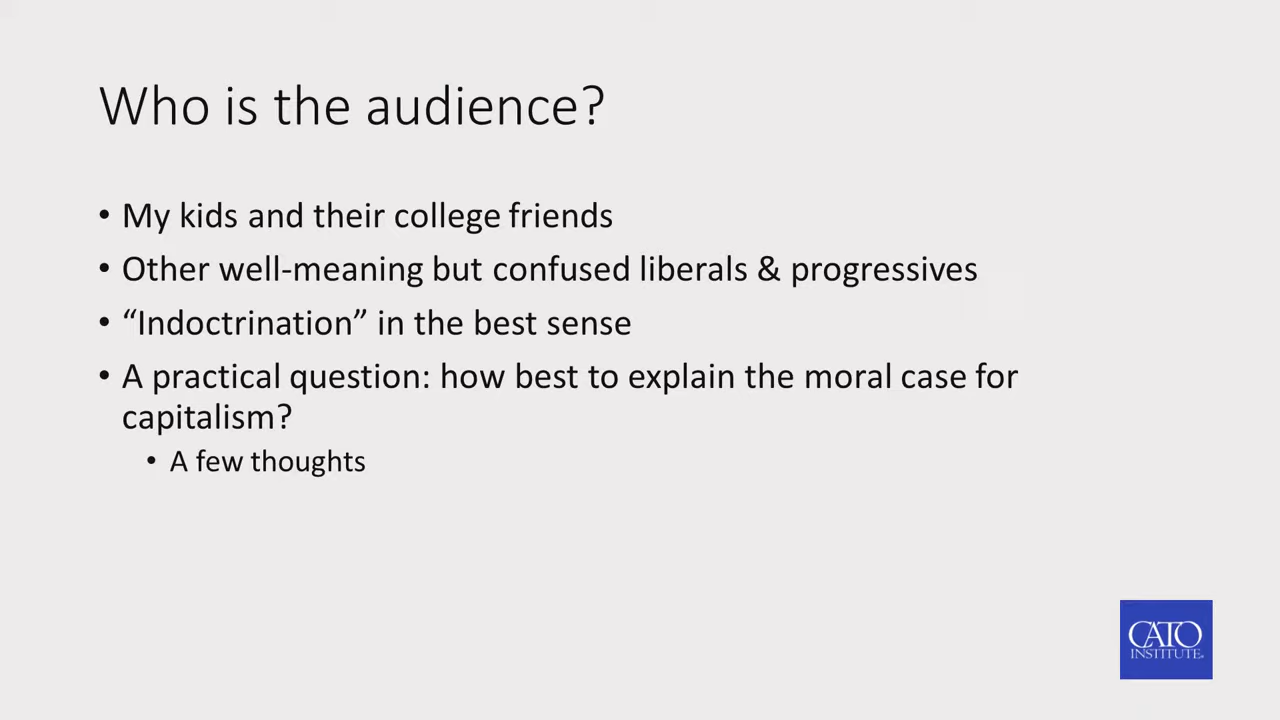 Who is the audience?
• My kids and their college friends
• Other well-meaning but confused liberals & progressives
• “Indoctrination” in the best sense
• A practical question: how best to explain the moral case for
capitalism?
• A few thoughts
CATO
INSTITUTE